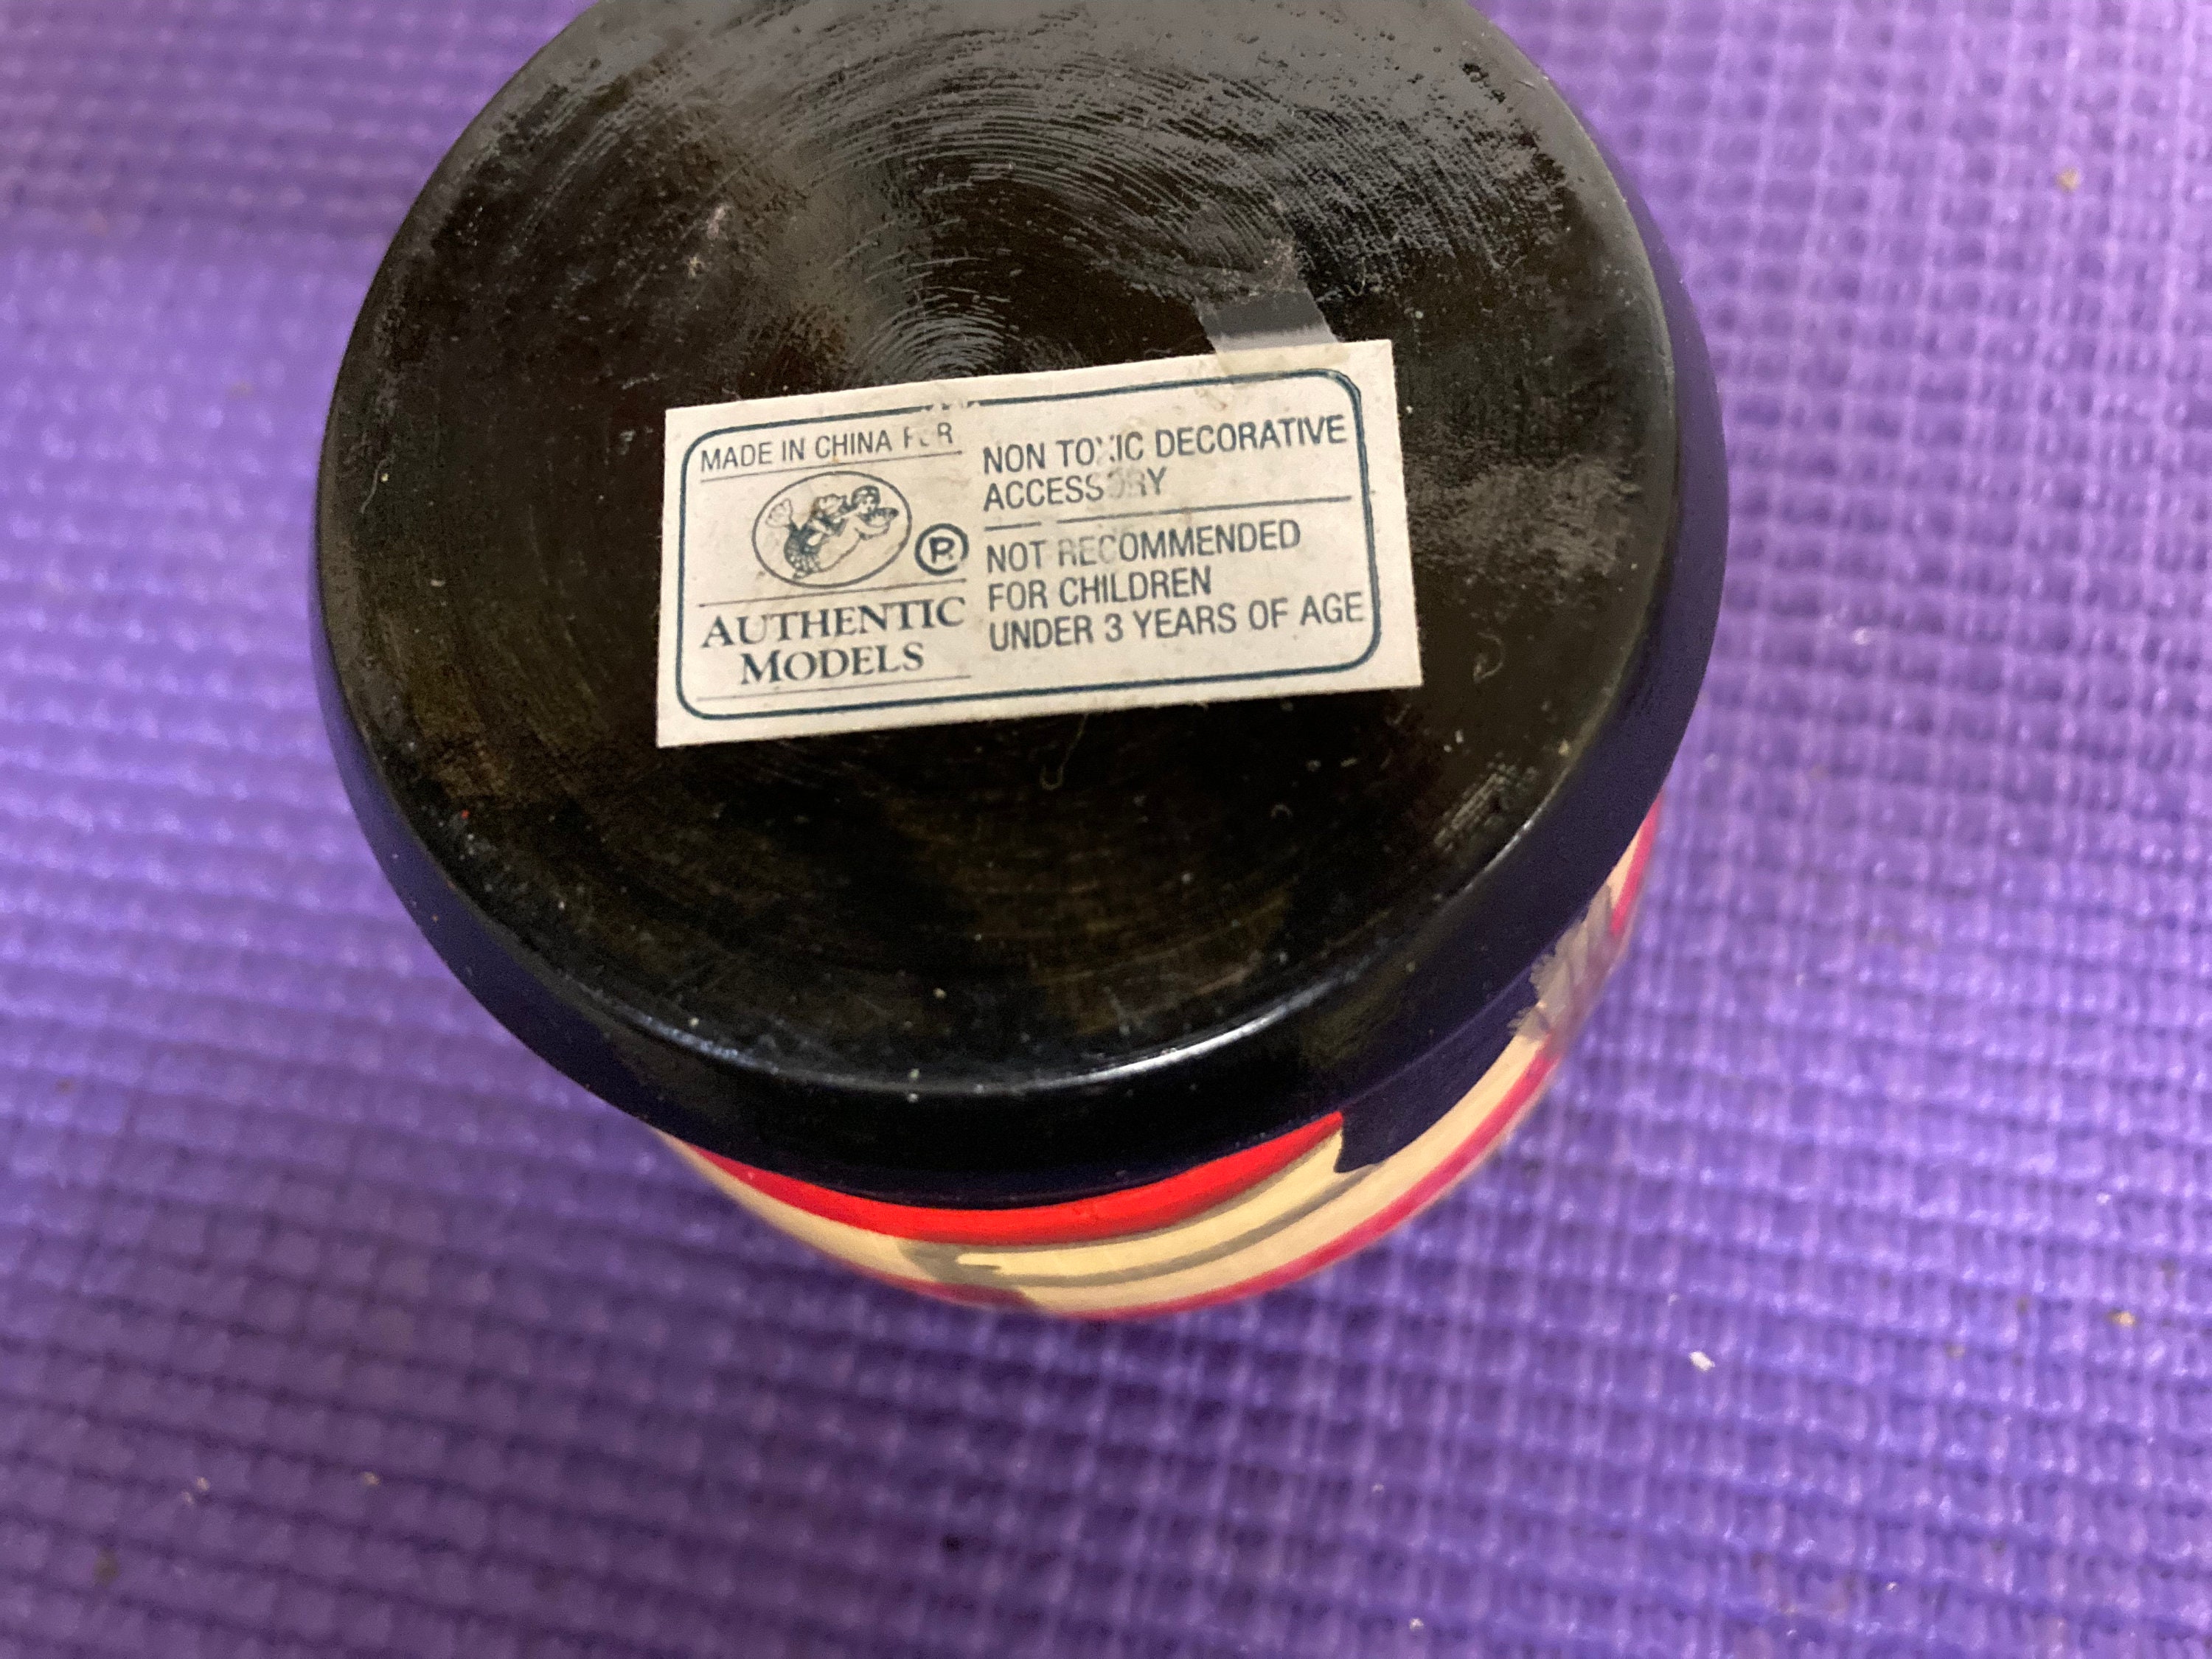 MADE IN CHINA FOR
®
AUTHENTIC
MODELS
NON TOXIC DECORATIVE
ACCESSORY
NOT RECOMMENDED
FOR CHILDREN
UNDER 3 YEARS OF AGE